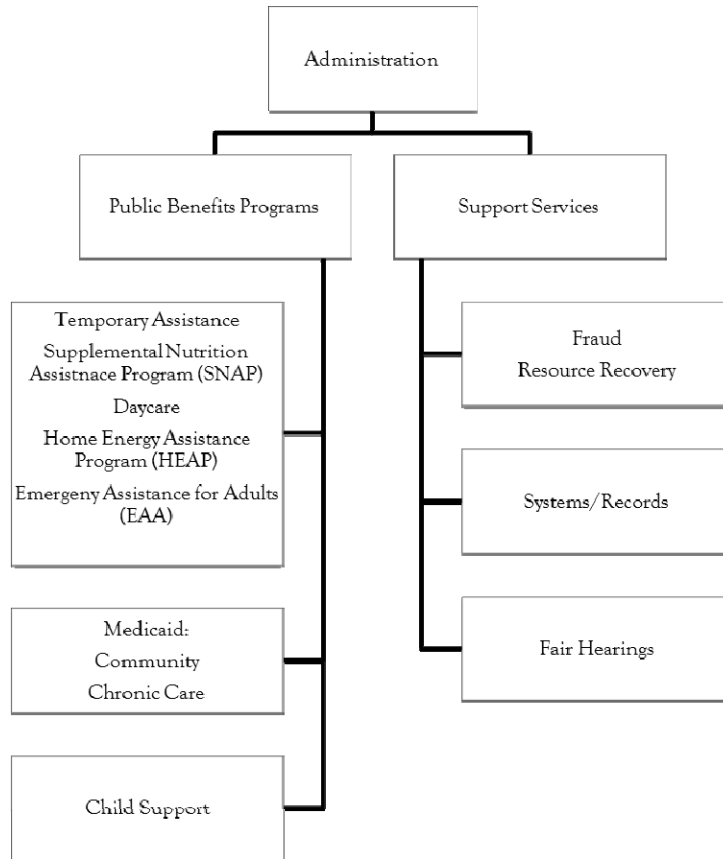 Administration
Public Benefits Programs
Support Services
Temporary Assistance
Supplemental Nutrition
Assistnace Program (SNAP)
Daycare
Home Energy Assistance
Program (HEAP)
Emergeny Assistance for Adults
(EAA)
Medicaid:
Community
Chronic Care
Child Support
Fraud
Resource Recovery
Systems/Records
Fair Hearings